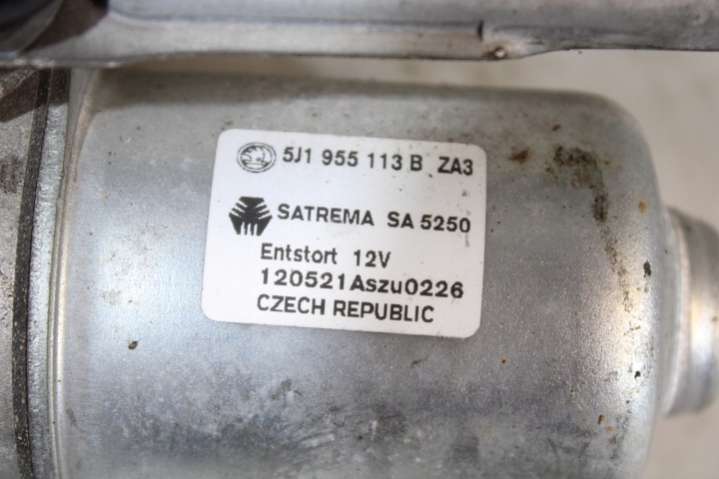 5J1 955 113 B ZA3
SATREMA SA 5250
Entstort 12V
120521Aszu0226
CZECH REPUBLIC